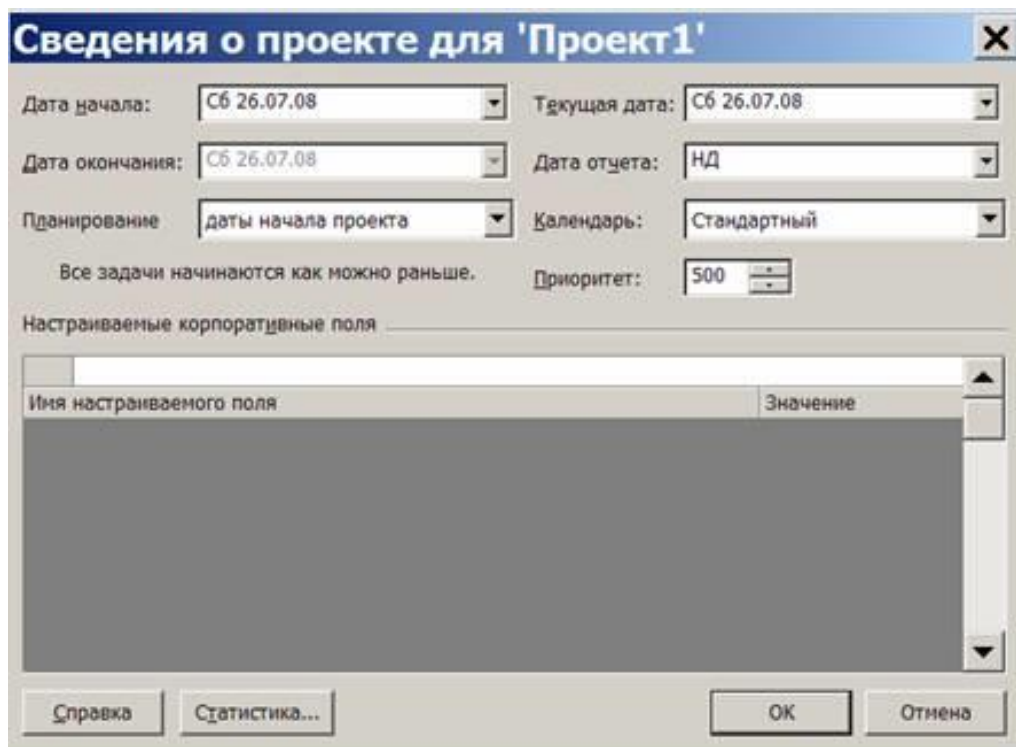 Сведения о проекте для 'Проект1'
Дата начала: Сб 26.07.08 Текущая дата: Сб 26.07.08
Дата окончания: Сб 26.07.08 Дата отчета: НД
Планирование даты начала проекта Календарь: Стандартный
Все задачи начинаются как можно раньше. Приоритет: 500
Настраиваемые корпоративные поля
Имя настраиваемого поля Значение
Справка Статистика... ОК Отмена